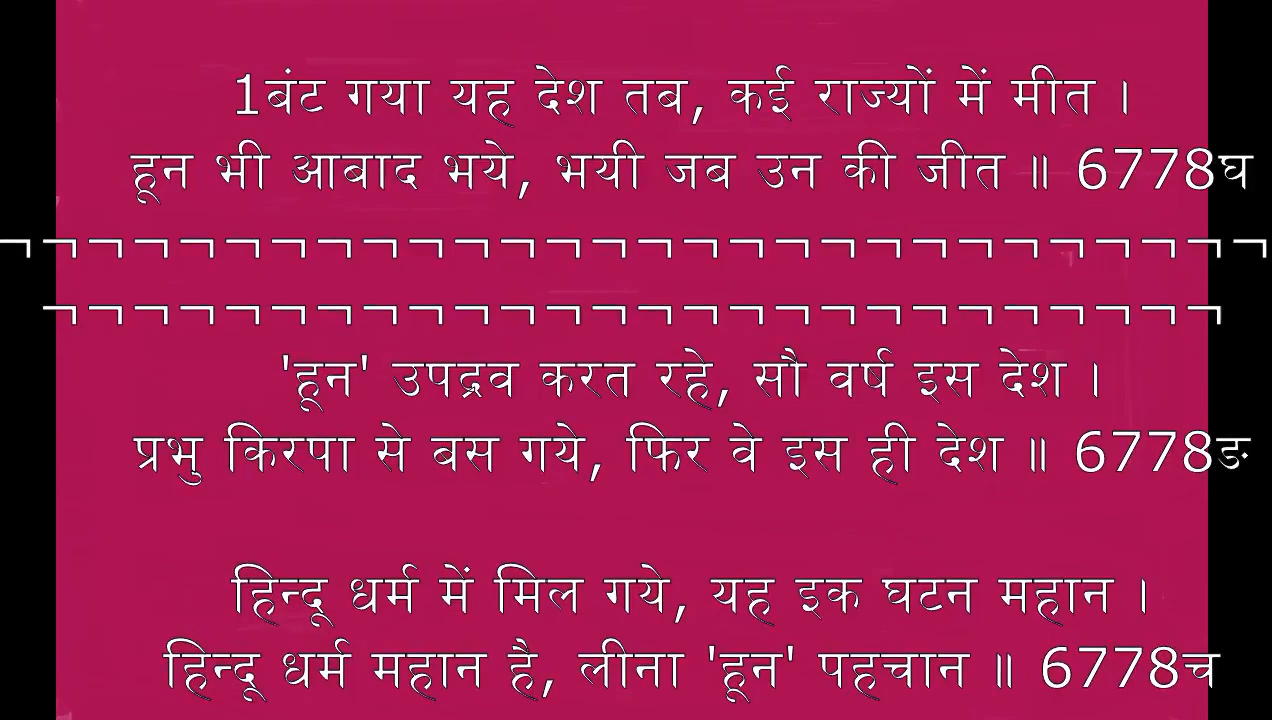 1बंट गया यह देश तब, कई राज्यों में मीत ।
हून भी आबाद भये, भयी जब उन की जीत ॥ 6778घ
¬¬¬¬¬¬¬¬¬¬¬¬¬¬¬¬¬¬¬¬¬¬¬¬¬¬¬¬
¬¬¬¬¬¬¬¬¬¬¬¬¬¬¬¬¬¬¬¬¬¬¬¬¬¬
'हून' उपद्रव करत रहे, सौ वर्ष इस देश ।
प्रभु किरपा से बस गये, फिर वे इस ही देश ॥ 6778ङ
हिन्दू धर्म में मिल गये, यह इक घटन महान ।
हिन्दू धर्म महान है, लीना 'हून' पहचान ॥ 6778च